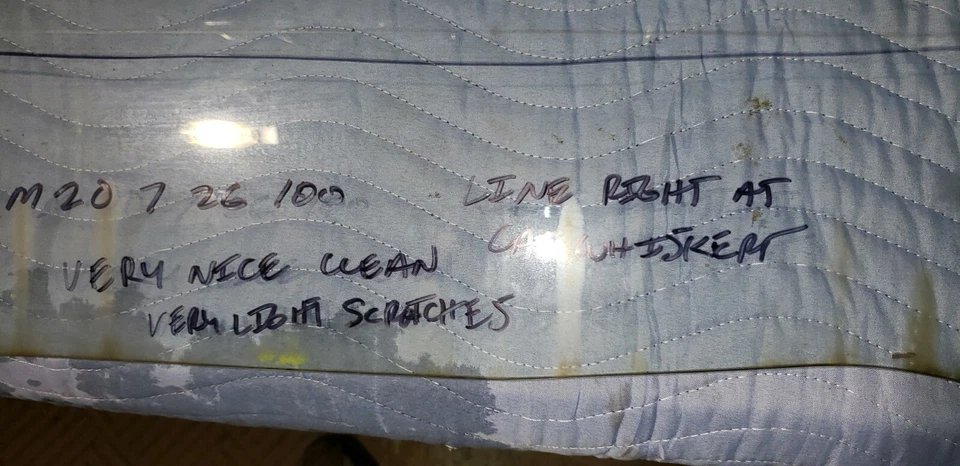 M20 7 26 100
VERY NICE CLEAN
VERY LIGHT SCRATCHES
LINE RIGHT AT
CAT WHISKERS